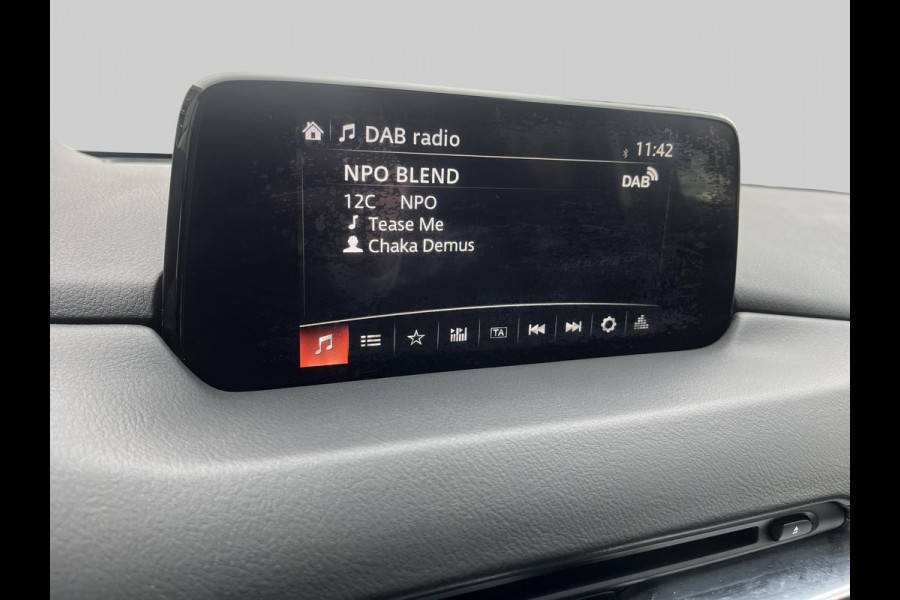 DAB radio
11:42
NPO BLEND
DAB
12C NPO
Tease Me
Chaka Demus
TA